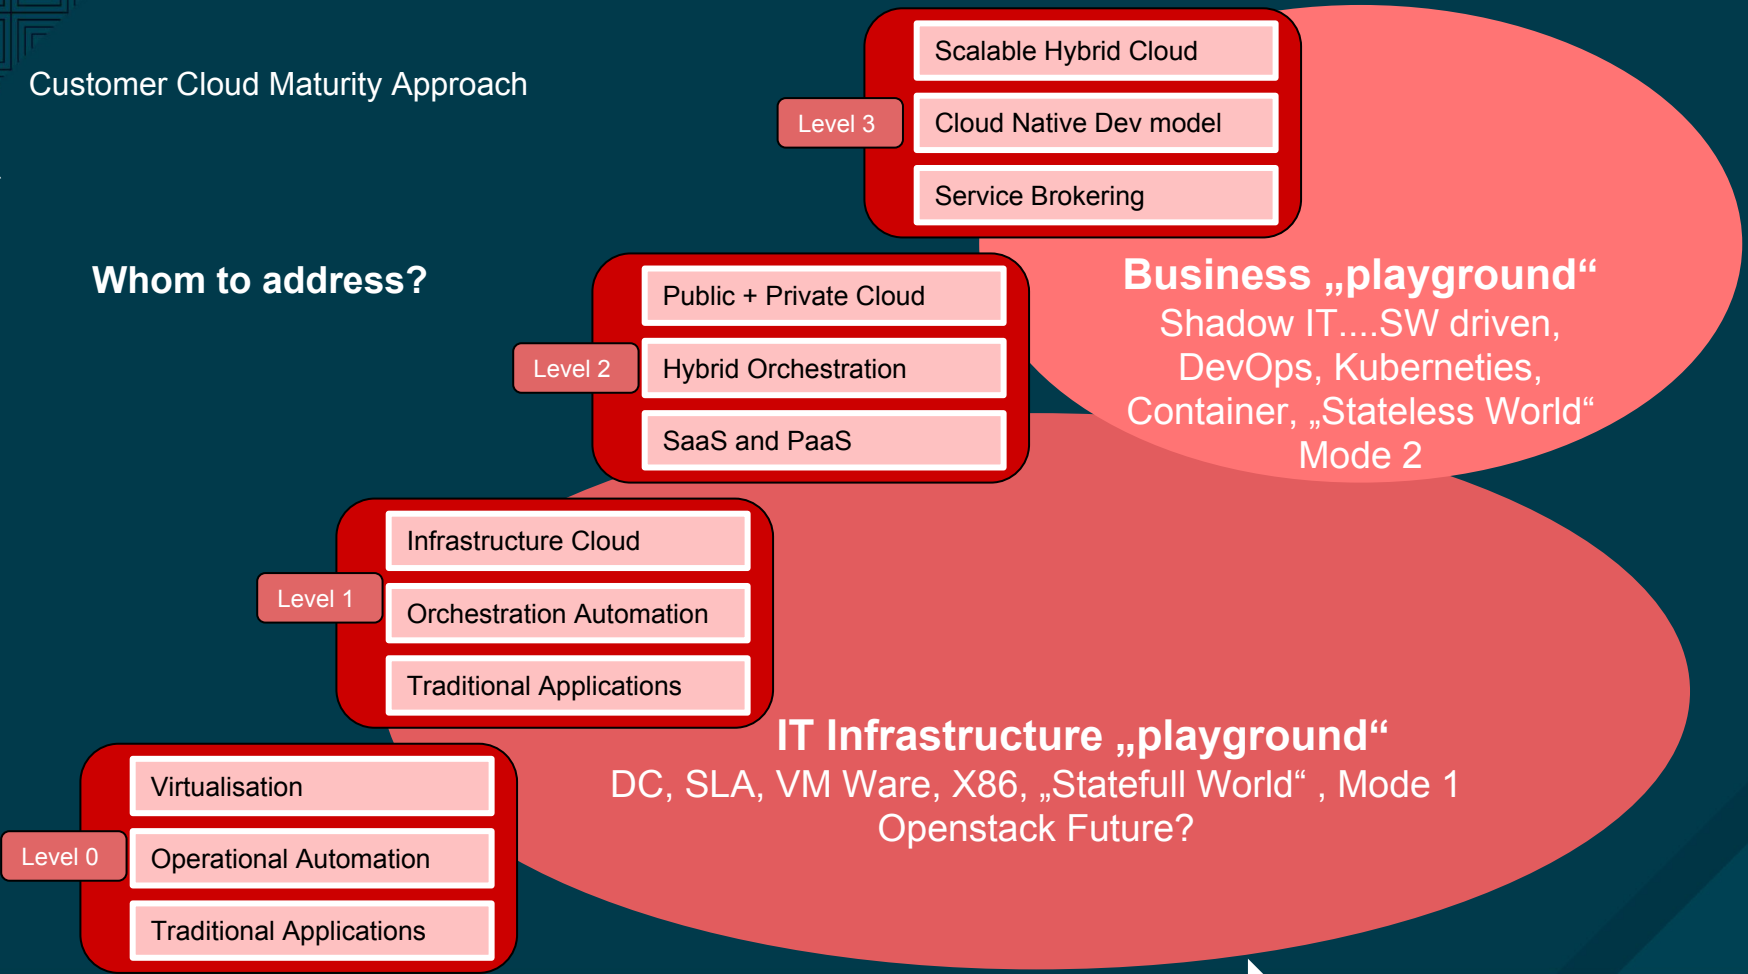 Customer Cloud Maturity Approach
Whom to address?
Level 3
Scalable Hybrid Cloud
Cloud Native Dev model
Service Brokering
Business „playground“
Shadow IT....SW driven,
DevOps, Kuberneties,
Container, „Stateless World“
Mode 2
Level 2
Public + Private Cloud
Hybrid Orchestration
SaaS and PaaS
Level 1
Infrastructure Cloud
Orchestration Automation
Traditional Applications
IT Infrastructure „playground“
DC, SLA, VM Ware, X86, „Statefull World“ , Mode 1
Openstack Future?
Level 0
Virtualisation
Operational Automation
Traditional Applications